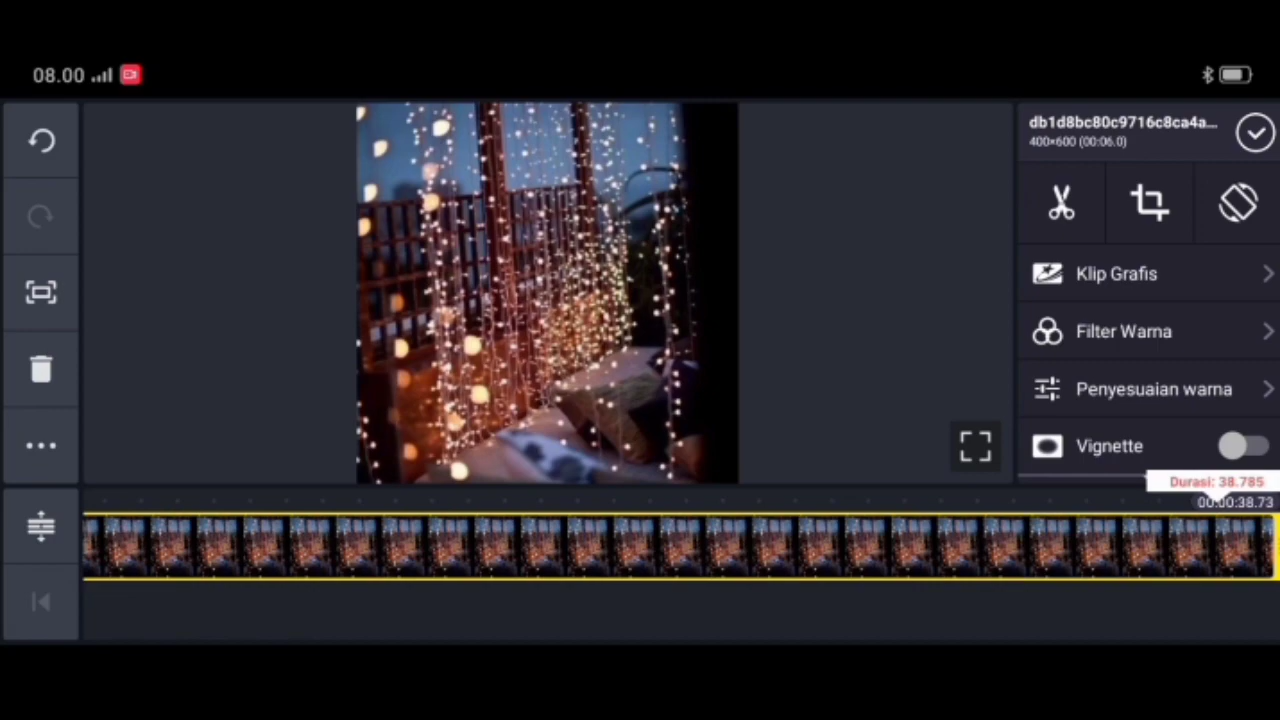 08.00
db1d8bc80c9716c8ca4a...
400×600 (00:06.0)
Klip Grafis
Filter Warna
Penyesuaian warna
Vignette
Durasi: 38.785
00:00:38.73